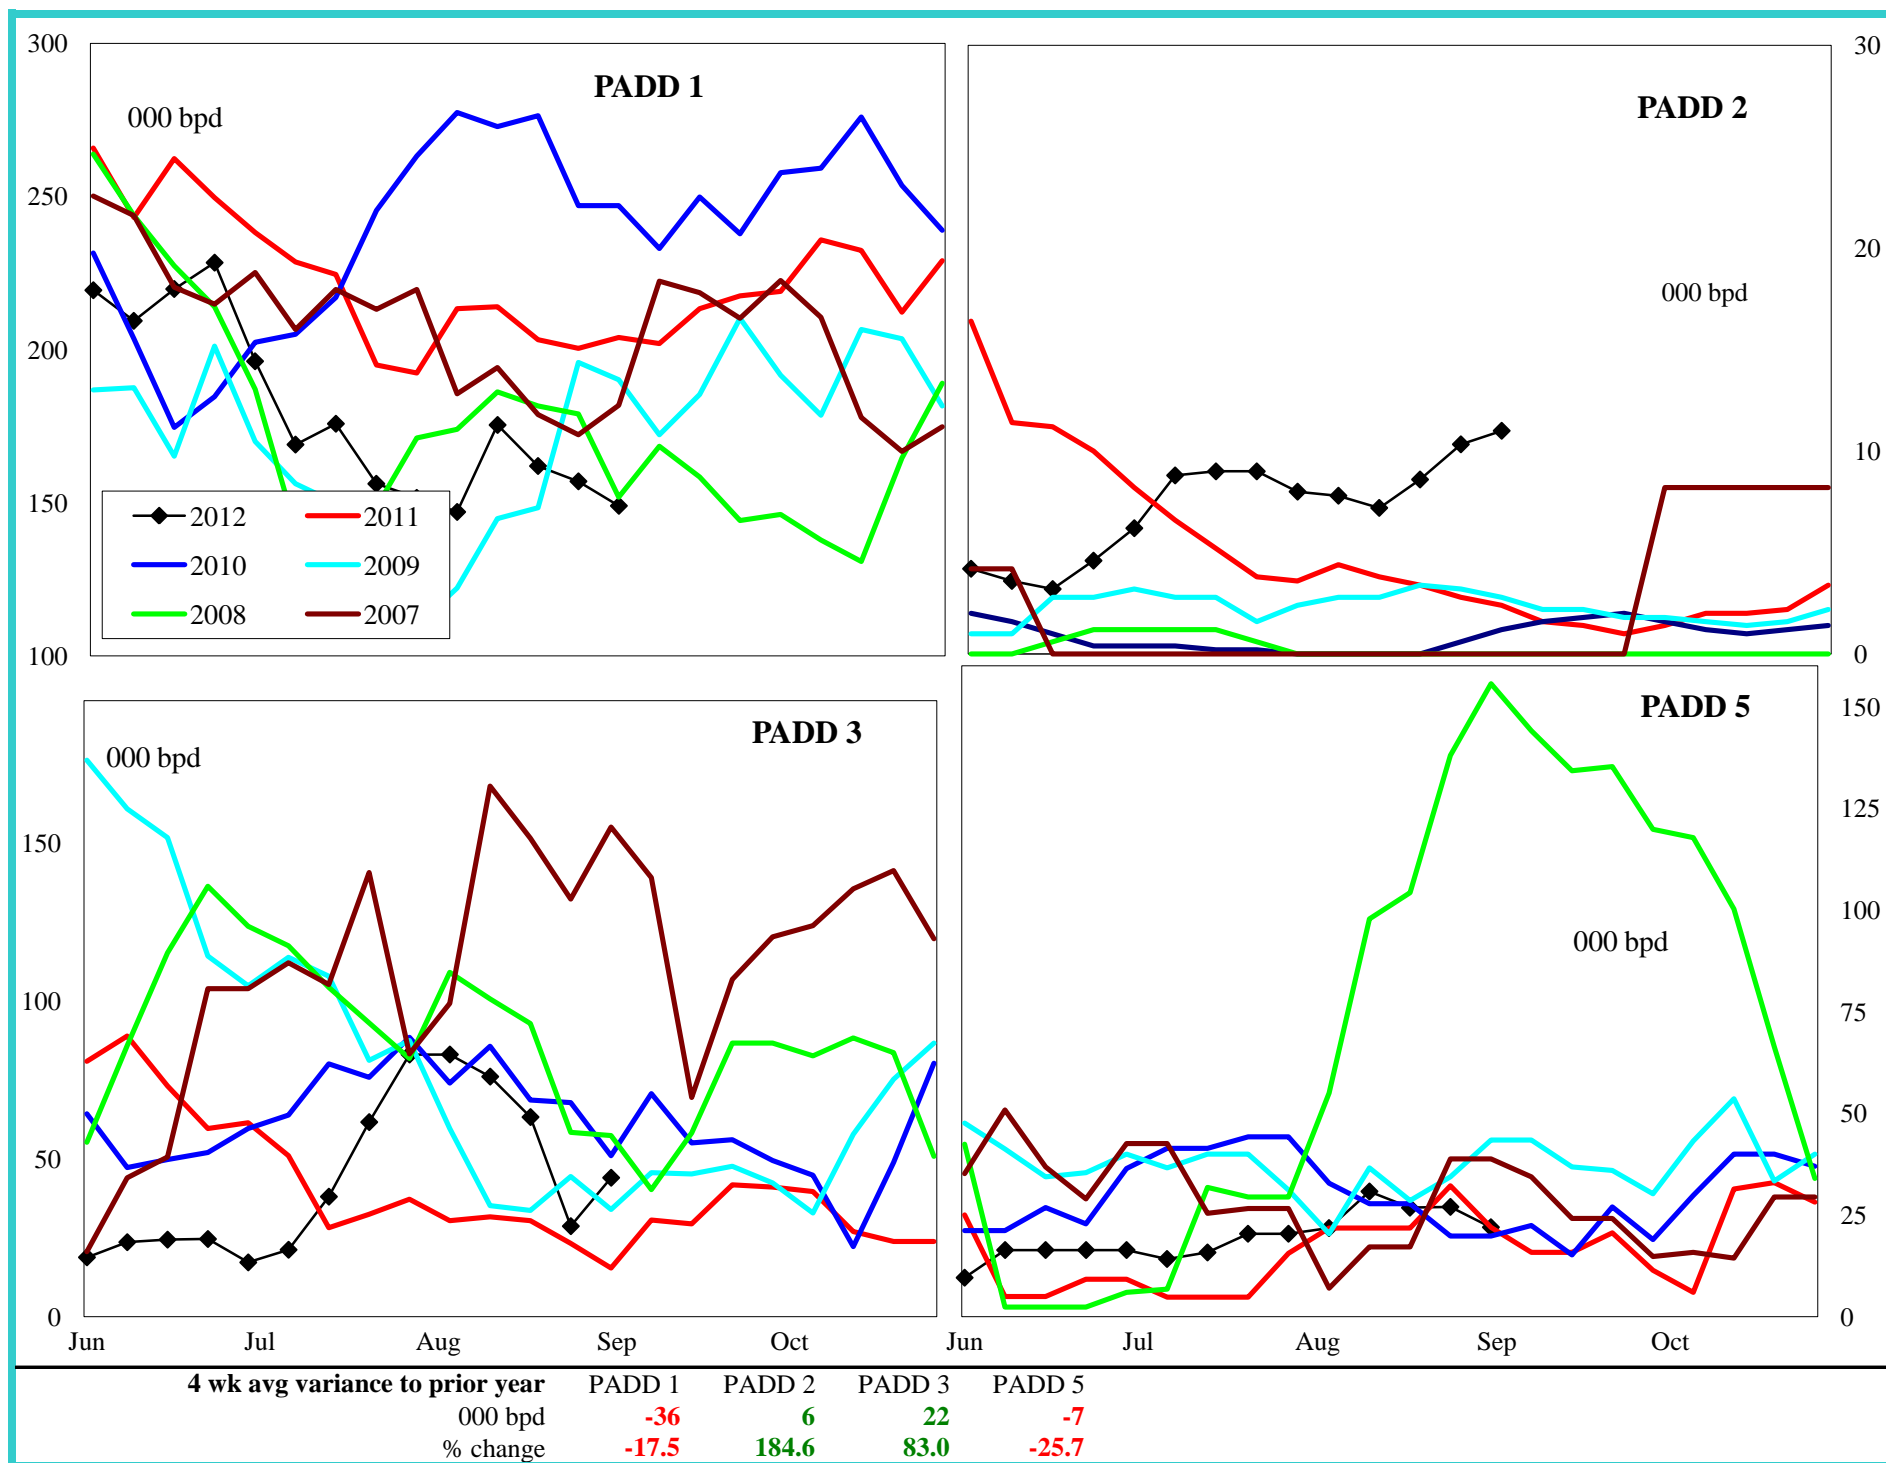 300
250
200
150
100
PADD 1
000 bpd
2012
2011
2010
2009
2008
2007
30
20
10
0
PADD 2
000 bpd
PADD 3
000 bpd
150
100
50
0
Jun Jul Aug Sep Oct
PADD 5
000 bpd
150
125
100
75
50
25
0
Jun Jul Aug Sep Oct
4 wk avg variance to prior year PADD 1 PADD 2 PADD 3 PADD 5
000 bpd -36 6 22 -7
% change -17.5 184.6 83.0 -25.7